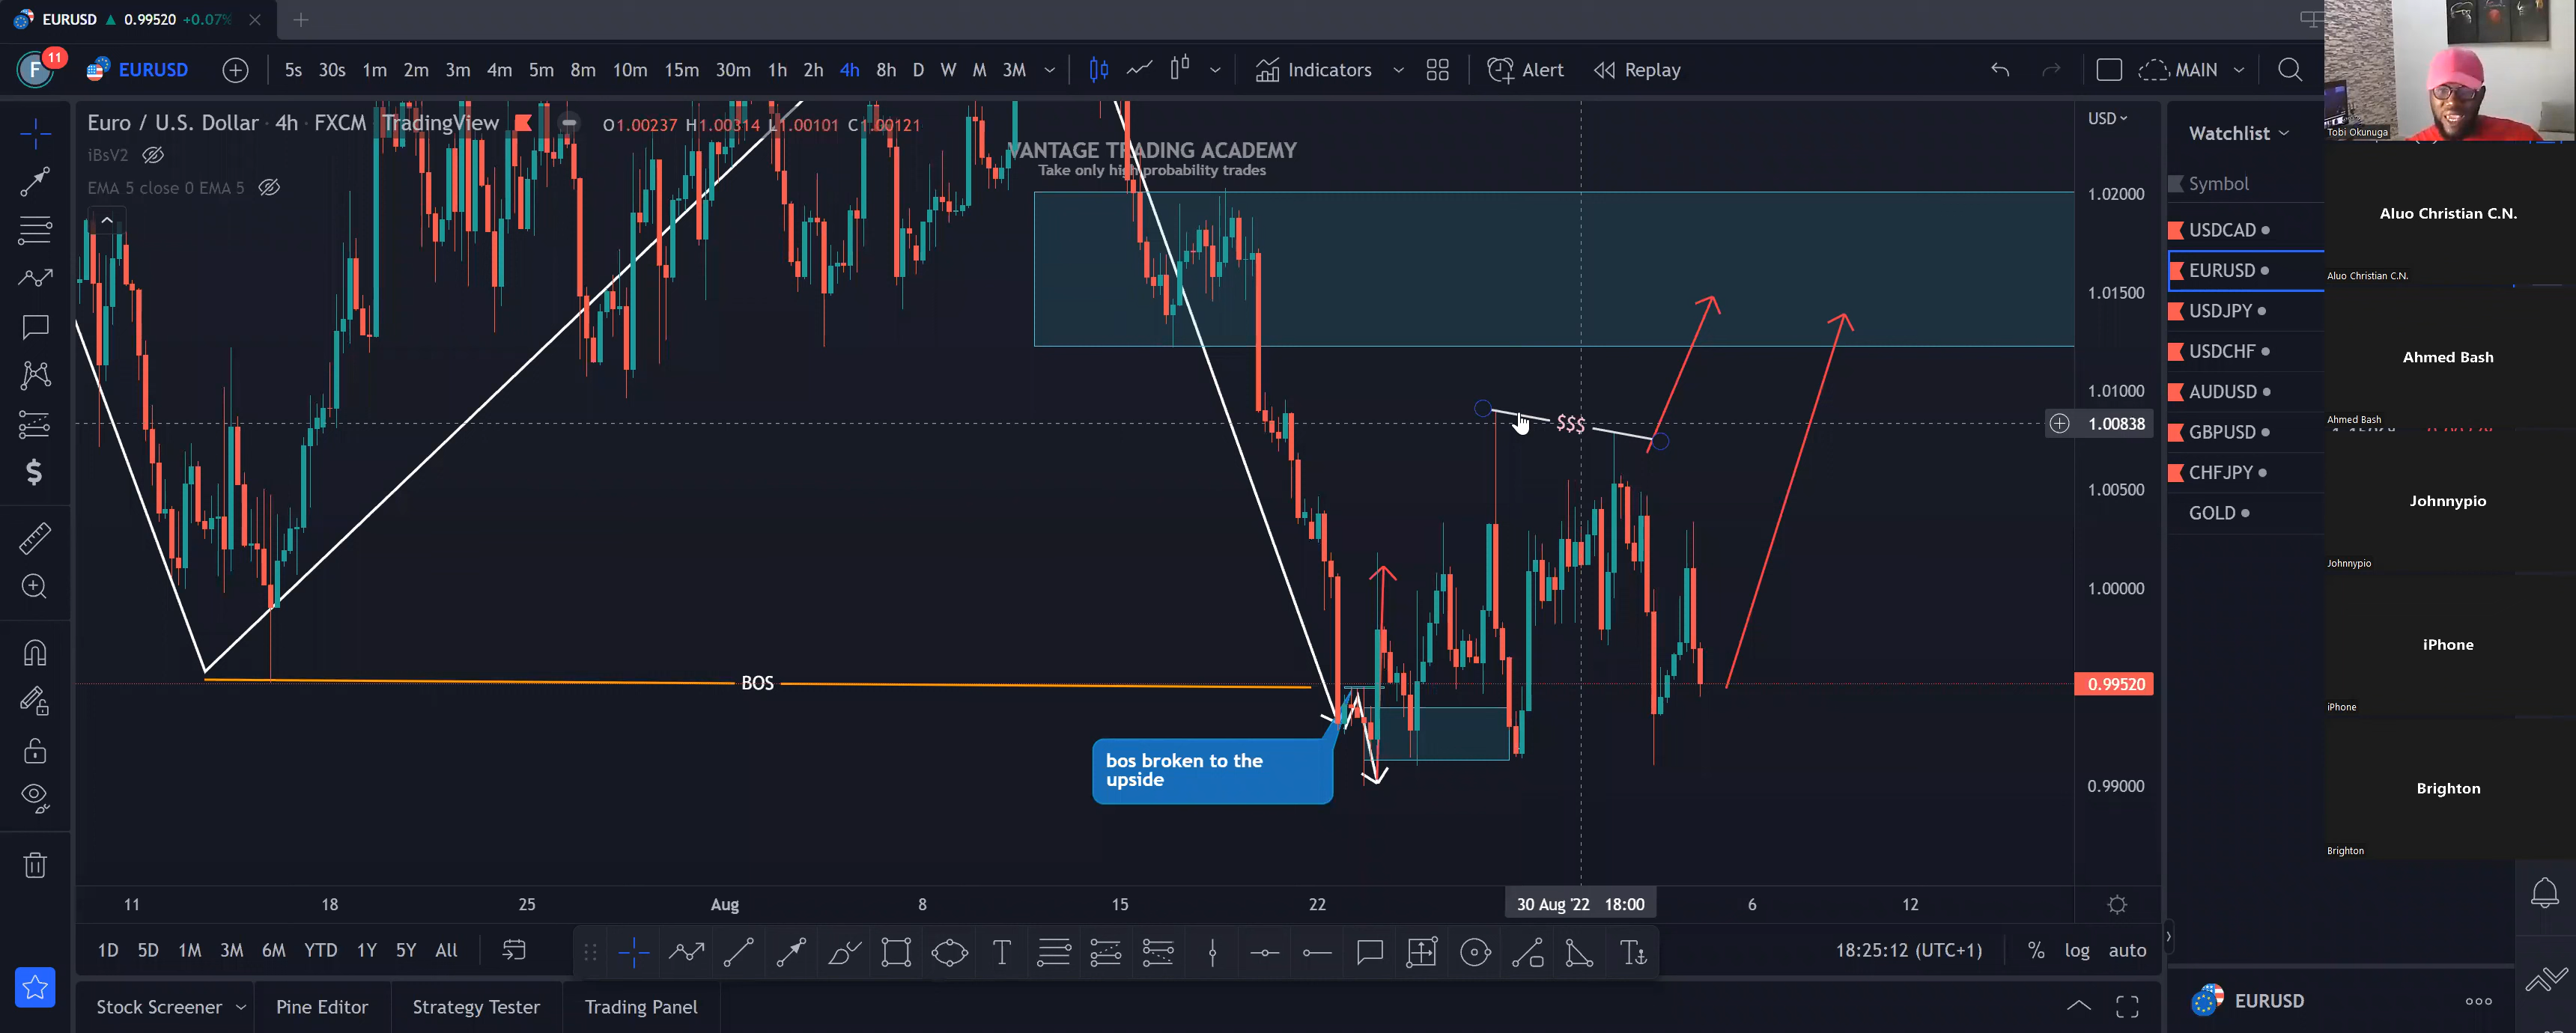 EURUSD ▲ 0.99520 +0.07%
F 11 EURUSD 5s 30s 1m 2m 3m 4m 5m 8m 10m 15m 30m 1h 2h 4h 8h D W M 3M Indicators Alert Replay MAIN
Euro / U.S. Dollar · 4h · FXCM TradingView O1.00237 H1.00314 L1.00101 C1.00121
iBsV2
EMA 5 close 0 EMA 5
VANTAGE TRADING ACADEMY
Take only high probability trades
USD
1.02000
1.01500
1.01000
1.00838
1.00500
1.00000
0.99520
0.99000
$$$
BOS
bos broken to the
upside
11 18 25 Aug 8 15 22 30 Aug '22 18:00 6 12
1D 5D 1M 3M 6M YTD 1Y 5Y All
18:25:12 (UTC+1) % log auto
Stock Screener Pine Editor Strategy Tester Trading Panel
Watchlist
Symbol
USDCAD
EURUSD
USDJPY
USDCHF
AUDUSD
GBPUSD
CHFJPY
GOLD
EURUSD
Tobi Okunuga
Aluo Christian C.N.
Aluo Christian C.N.
Ahmed Bash
Ahmed Bash
Johnnypio
Johnnypio
iPhone
iPhone
Brighton
Brighton